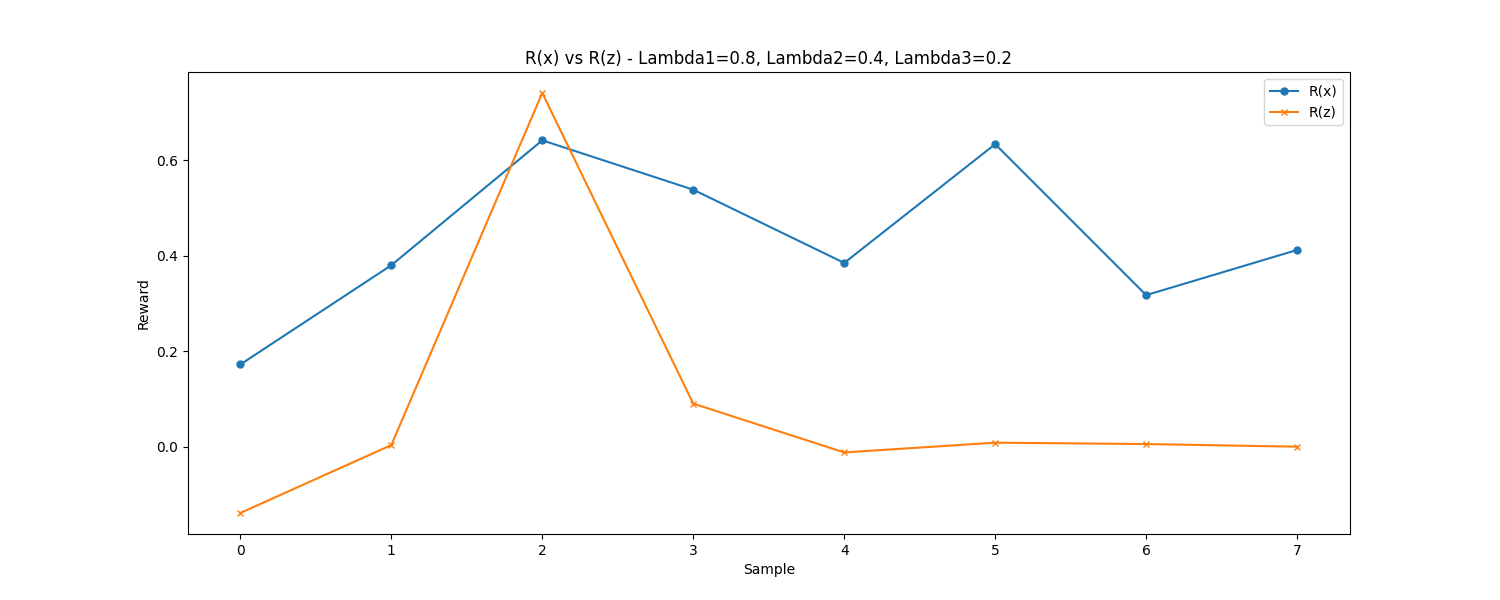 R(x) vs R(z) - Lambda1=0.8, Lambda2=0.4, Lambda3=0.2
R(x)
R(z)
0.6
0.4
0.2
0.0
Reward
0 1 2 3 4 5 6 7
Sample